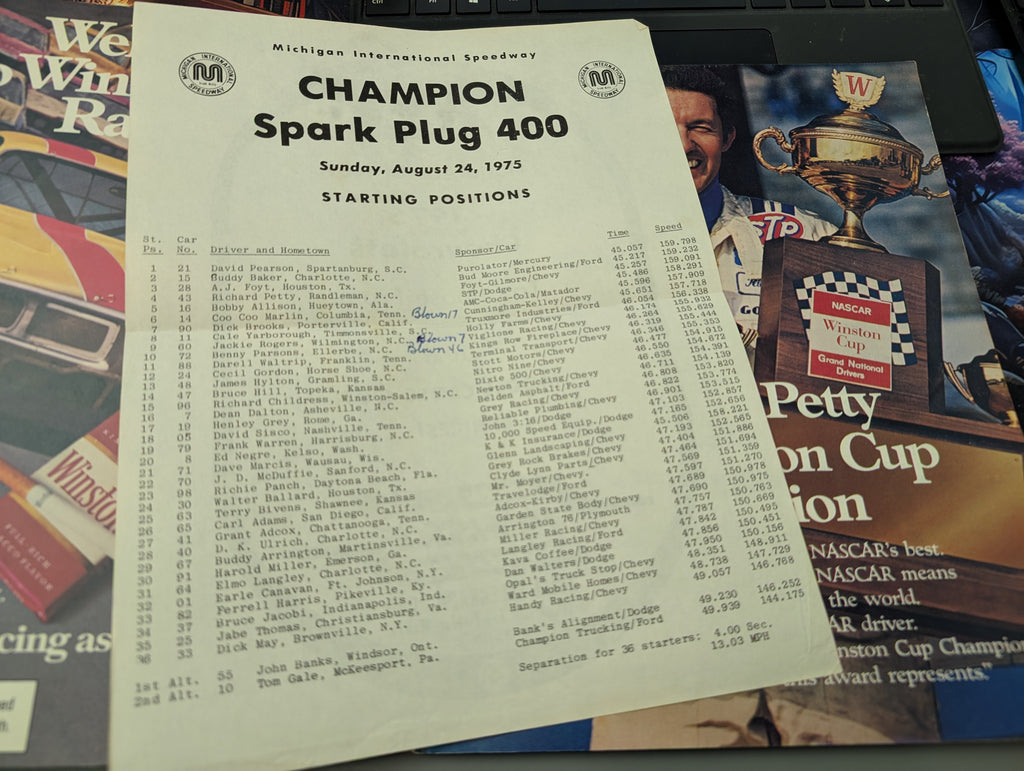 We
Win
Ra
Winston
FULL RICH
cing as
Michigan International Speedway
MICHIGAN INTERNATIONAL SPEEDWAY
MICHIGAN INTERNATIONAL SPEEDWAY
CHAMPION
Spark Plug 400
Sunday, August 24, 1975
STARTING POSITIONS
St. Ps. Car No. Driver and Hometown Sponsor/Car Time Speed
1 21 David Pearson, Spartanburg, S.C. Purolator/Mercury 45.057 159.798
2 15 Buddy Baker, Charlotte, N.C. Bud Moore Engineering/Ford 45.217 159.232
3 28 A.J. Foyt, Houston, Tx. Foyt-Gilmore/Chevy 45.257 159.091
4 43 Richard Petty, Randleman, N.C. STP/Dodge 45.486 158.291
5 16 Bobby Allison, Hueytown, Ala. AMC-Coca-Cola/Matador 45.596 157.909
6 14 Coo Coo Marlin, Columbia, Tenn. Blown 17 Cunningham-Kelley/Chevy 45.651 157.718
7 90 Dick Brooks, Porterville, Calif. Truxmore Industries/Ford 46.054 156.338
8 11 Cale Yarborough, Timmonsville, S.C. Holly Farms/Chevy 46.174 155.932
9 60 Jackie Rogers, Wilmington, N.C. Blown 7 Viglione Racing/Chevy 46.264 155.629
10 72 Benny Parsons, Ellerbe, N.C. Blown 46 Kings Row Fireplace/Chevy 46.319 155.444
11 88 Darrell Waltrip, Franklin, Tenn. Terminal Transport/Chevy 46.346 155.353
12 24 Cecil Gordon, Horse Shoe, N.C. Stott Motors/Chevy 46.477 154.915
13 48 James Hylton, Gramling, S.C. Nitro Nine/Chevy 46.550 154.672
14 47 Bruce Hill, Topeka, Kansas Dixie 500/Chevy 46.635 154.391
15 96 Richard Childress, Winston-Salem, N.C. Newton Trucking/Chevy 46.711 154.139
16 17 Dean Dalton, Asheville, N.C. Belden Asphalt/Ford 46.808 153.820
17 19 Henley Grey, Rome, Ga. Grey Racing/Chevy 46.822 153.774
18 05 David Sisco, Nashville, Tenn. Reliable Plumbing/Chevy 46.901 153.515
19 79 Frank Warren, Harrisburg, N.C. John 3:16/Dodge 47.103 152.857
20 8 Ed Negre, Kelso, Wash. 10,000 Speed Equip./Dodge 47.165 152.656
21 71 Dave Marcis, Wausau, Wis. K & K Insurance/Dodge 45.506 158.221
22 70 J. D. McDuffie, Sanford, N.C. Glenn Landscaping/Chevy 47.193
23 98 Richie Panch, Daytona Beach, Fla. Grey Rock Brakes/Chevy 47.404 151.886
24 30 Walter Ballard, Houston, Tx. Clyde Lynn Parts/Chevy 47.464 151.694
25 63 Terry Bivens, Shawnee, Kansas Mr. Moyer/Chevy. 47.569 151.359
26 65 Carl Adams, San Diego, Calif. Travelodge/Ford 47.597 151.270
27 41 Grant Adcox, Chattanooga, Tenn. Adcox-Kirby/Chevy 47.689 150.978
28 40 D. K. Ulrich, Charlotte, N.C. Garden State Body/Chevy 47.690 150.975
29 67 Buddy Arrington, Martinsville, Va. Arrington 76/Plymouth 47.757 150.763
30 91 Harold Miller, Emerson, Ga. Miller Racing/Chevy 47.787 150.669
31 64 Elmo Langley, Charlotte, N.C. Langley Racing/Ford 47.842 150.495
32 01 Earle Canavan, Ft. Johnson, N.Y. Kava Coffee/Dodge 47.856 150.451
33 82 Ferrell Harris, Pikeville, Ky. Dan Walters/Dodge 47.950 150.156
34 37 Bruce Jacobi, Indianapolis, Ind. Opal's Truck Stop/Chevy 48.351 148.911
35 25 Jabe Thomas, Christiansburg, Va. Ward Mobile Homes/Chevy 48.738 147.729
36 33 Dick May, Brownville, N.Y. Handy Racing/Chevy 49.057 146.768
1st Alt. 55 John Banks, Windsor, Ont. Bank's Alignment/Dodge 49.230 146.252
2nd Alt. 10 Tom Gale, McKeesport, Pa. Champion Trucking/Ford 49.939 144.175
Separation for 36 starters: 4.00 Sec.
13.03 MPH
W
STP
NASCAR
Winston
Cup
Grand National
Drivers
Petty
on Cup
ion
NASCAR's best.
NASCAR means
the world.
AR driver.
nston Cup Champio
his award represents."